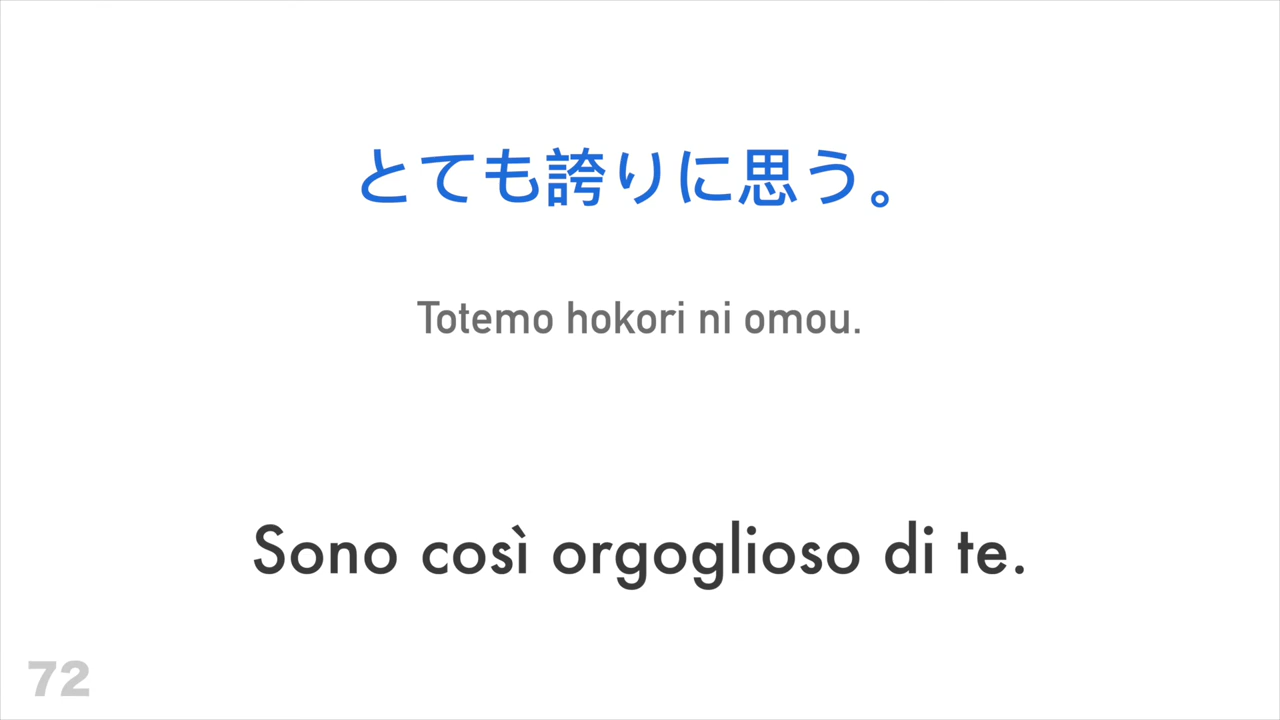 とても誇りに思う。
Totemo hokori ni omou.
Sono così orgoglioso di te.
72